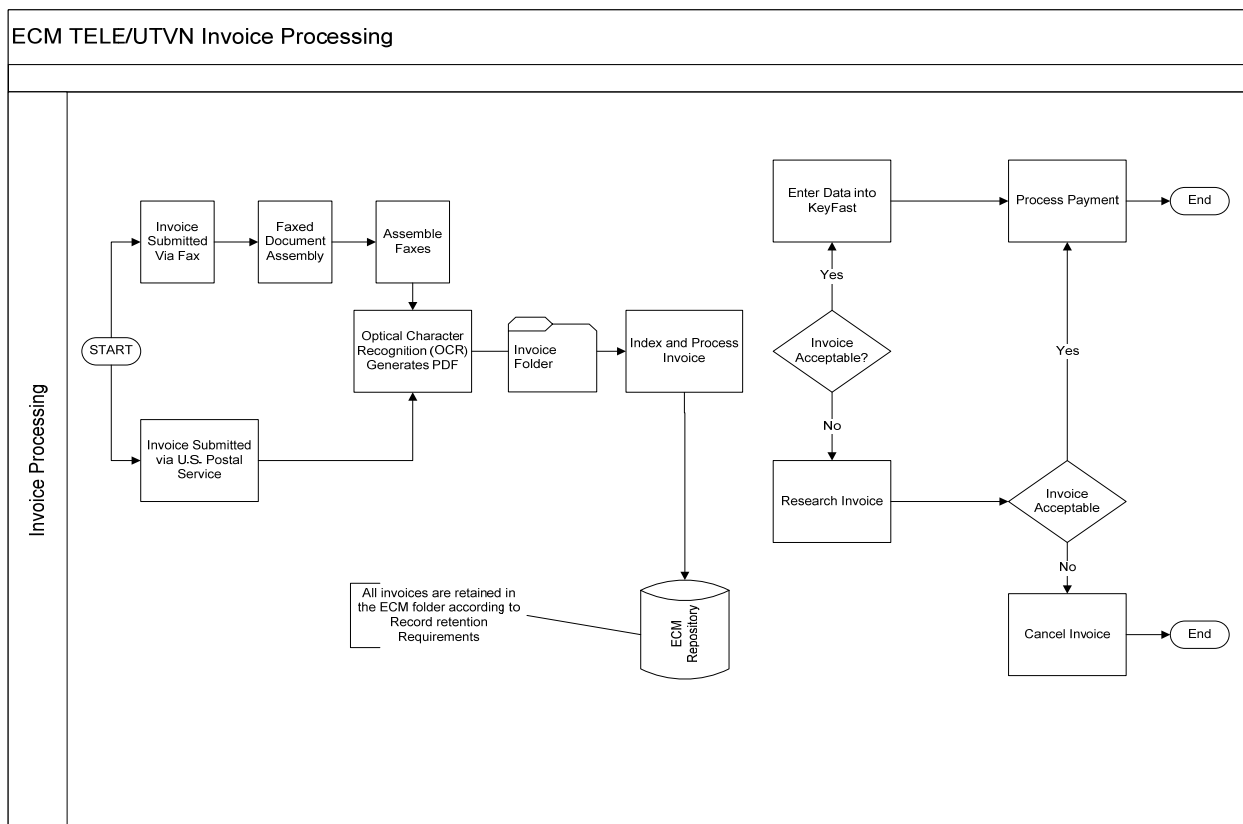 ECM TELE/UTVN Invoice Processing
Invoice Processing
START
Invoice
Submitted
Via Fax
Faxed
Document
Assembly
Assemble
Faxes
Invoice Submitted
via U.S. Postal
Service
Optical Character
Recognition (OCR)
Generates PDF
Invoice
Folder
Index and Process
Invoice
All invoices are retained in
the ECM folder according to
Record retention
Requirements
ECM
Repository
Enter Data into
KeyFast
Yes
Invoice
Acceptable?
No
Research Invoice
Process Payment
End
Yes
Invoice
Acceptable
No
Cancel Invoice
End